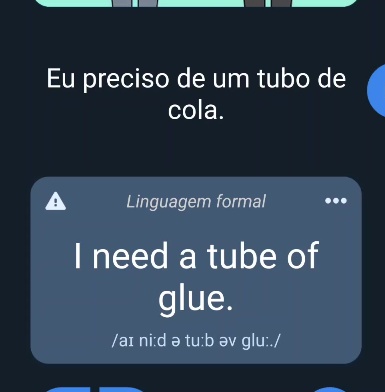 Eu preciso de um tubo de
cola.
Linguagem formal
I need a tube of
glue.
/aɪ niːd ə tuːb əv gluː./